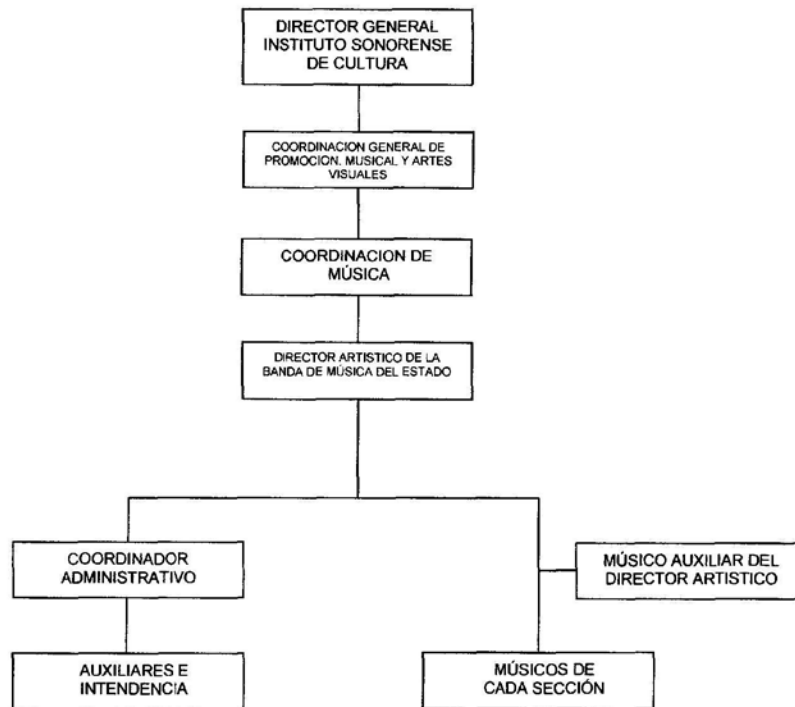 DIRECTOR GENERAL
INSTITUTO SONORENSE
DE CULTURA
COORDINACION GENERAL DE
PROMOCION. MUSICAL Y ARTES
VISUALES
COORDINACION DE
MÚSICA
DIRECTOR ARTISTICO DE LA
BANDA DE MÚSICA DEL ESTADO
COORDINADOR
ADMINISTRATIVO
MÚSICO AUXILIAR DEL
DIRECTOR ARTISTICO
AUXILIARES E
INTENDENCIA
MÚSICOS DE
CADA SECCIÓN